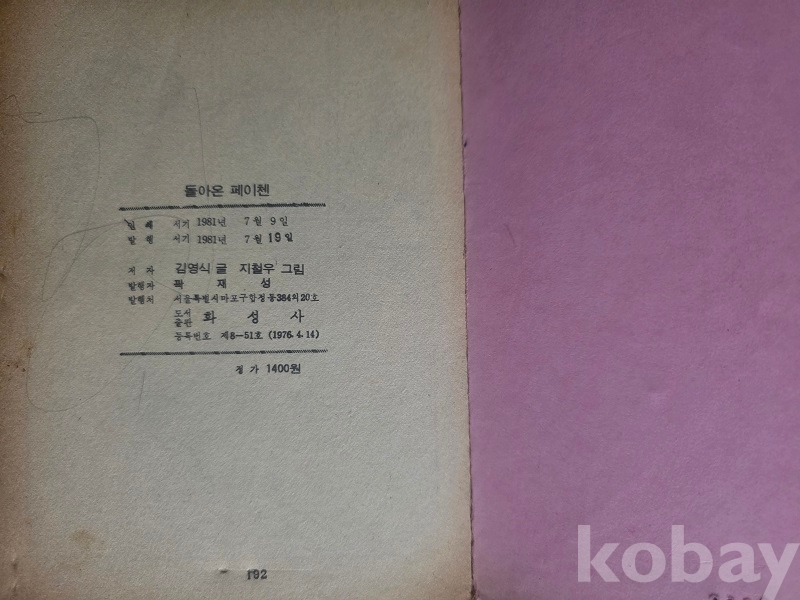 돌아온 페이첸
인 쇄 서기 1981년 7월 9일
발 행 서기 1981년 7월 19일
저 자 김영식 글 지철우 그림
발행자 곽 재 성
발행처 서울특별시마포구합정동384의20호
도서출판 화 성 사
등록번호 제8-51호 (1976.4.14)
정 가 1400원
192
kobay